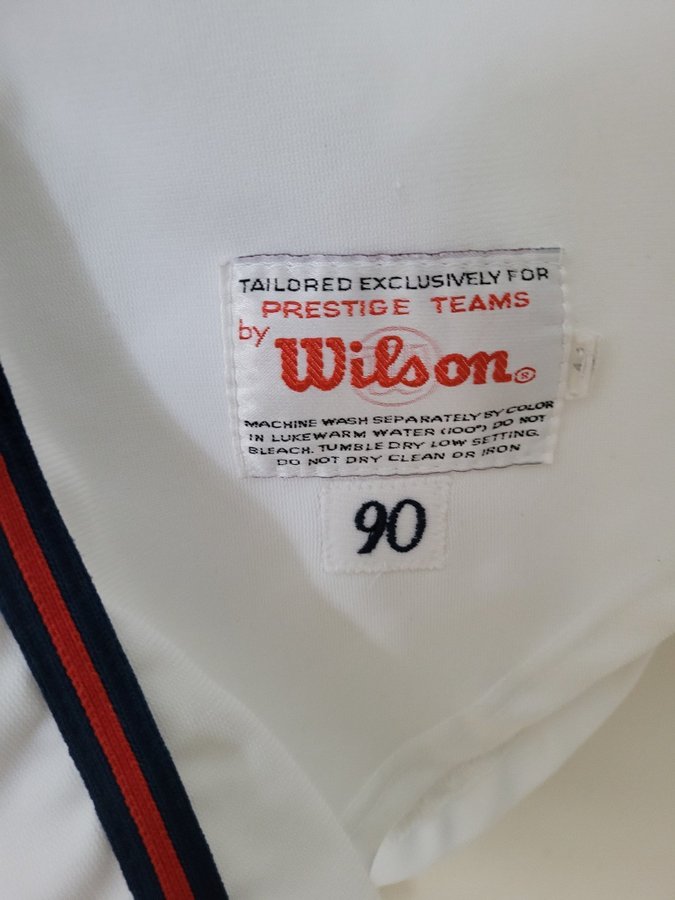 TAILORED EXCLUSIVELY FOR
PRESTIGE TEAMS
by
Wilson®
MACHINE WASH SEPARATELY BY COLOR
IN LUKEWARM WATER (100°) DO NOT
BLEACH. TUMBLE DRY LOW SETTING.
DO NOT DRY CLEAN OR IRON
90